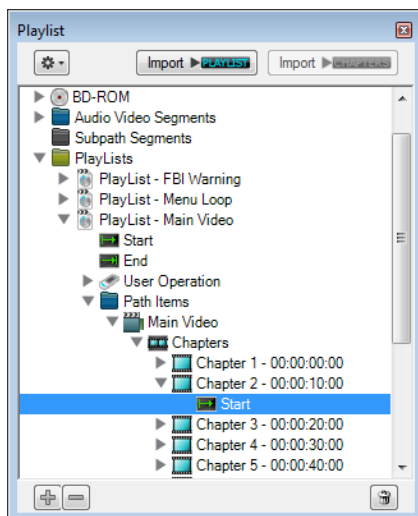 Playlist
Import PLAYLIST
Import CHAPTERS
BD-ROM
Audio Video Segments
Subpath Segments
PlayLists
PlayList - FBI Warning
PlayList - Menu Loop
PlayList - Main Video
Start
End
User Operation
Path Items
Main Video
Chapters
Chapter 1 - 00:00:00:00
Chapter 2 - 00:00:10:00
Start
Chapter 3 - 00:00:20:00
Chapter 4 - 00:00:30:00
Chapter 5 - 00:00:40:00